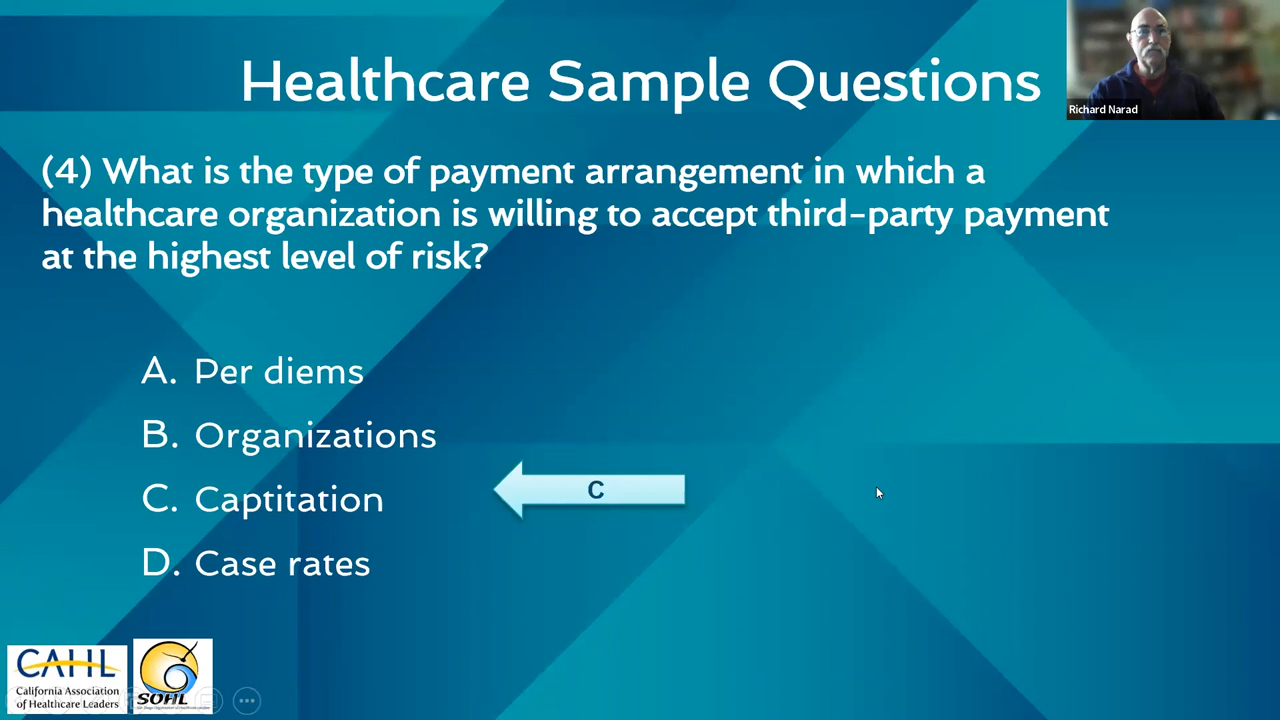 Healthcare Sample Questions
Richard Narad
(4) What is the type of payment arrangement in which a
healthcare organization is willing to accept third-party payment
at the highest level of risk?
A. Per diems
B. Organizations
C. Captitation
C
D. Case rates
CAHL
California Association
of Healthcare Leaders
SOHL